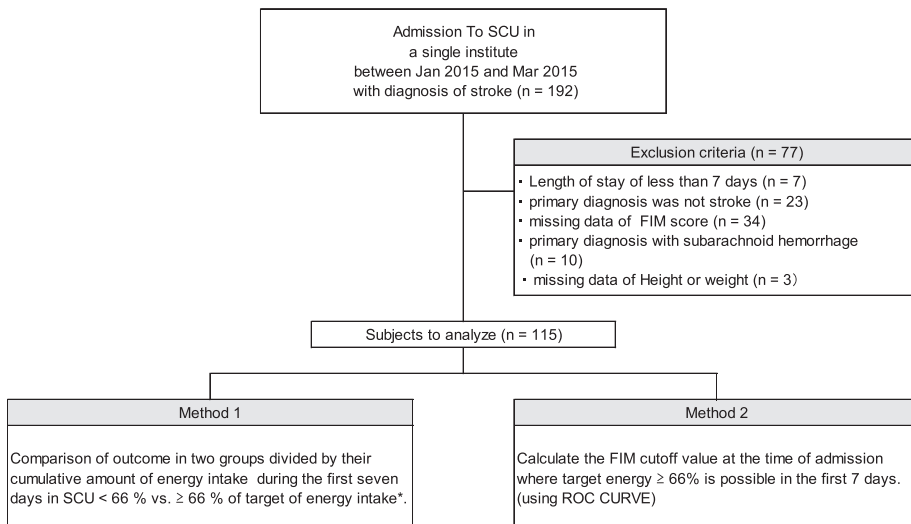 Admission To SCU in
a single institute
between Jan 2015 and Mar 2015
with diagnosis of stroke (n = 192)
Exclusion criteria (n = 77)
・Length of stay of less than 7 days (n = 7)
・primary diagnosis was not stroke (n = 23)
・missing data of FIM score (n = 34)
・primary diagnosis with subarachnoid hemorrhage
(n = 10)
・missing data of Height or weight (n = 3）
Subjects to analyze (n = 115)
Method 1
Comparison of outcome in two groups divided by their
cumulative amount of energy intake during the first seven
days in SCU < 66 % vs. ≥ 66 % of target of energy intake*.
Method 2
Calculate the FIM cutoff value at the time of admission
where target energy ≥ 66% is possible in the first 7 days.
(using ROC CURVE)